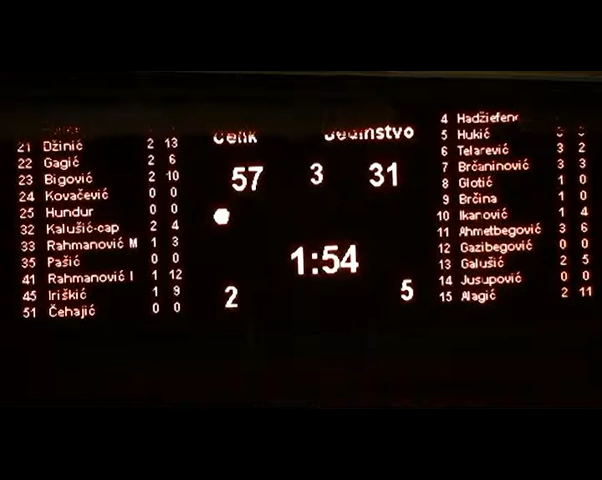 21 Džinić 2 13
22 Gagić 2 6
23 Bigović 2 10
24 Kovačević 0 0
25 Hundur 0 0
32 Kalušić-cap 2 4
33 Rahmanović M 1 3
35 Pašić 0 0
41 Rahmanović I 1 12
45 Iriškić 1 9
51 Čehajić 0 0
Čelik Jedinstvo
57 3 31
1:54
2 5
4
5 Hukić
6 Telarević 3 2
7 Brčaninović 3 3
8 Glotić 1 0
9 Brčina 1 0
10 Ikanović 1 4
11 Ahmetbegović 3 6
12 Gazibegović 0 0
13 Galušić 2 5
14 Jusupović 0 0
15 Alagić 2 11